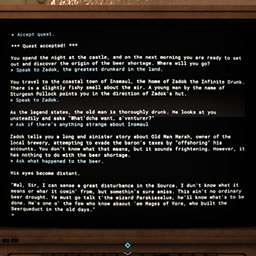 > Accept quest.
*** Quest accepted! ***
You spend the night at the castle, and on the next morning you are ready to set
out and discover the origin of the beer shortage. Where will you go?
> Speak to Zadok, the greatest drunkard in the land.
You travel to the coastal town of Insmaul, the home of Zadok the Infinite Drunk.
There is a slightly fishy smell about the air. A young man by the name of
Sturgeon Pollock points you in the direction of Zadok's hut.
> Speak to Zadok.
As the legend states, the old man is thoroughly drunk. He looks at you
unsteadily and asks "What'dcha want, a'venturer?"
> Ask if there's anything strange about Insmaul
Zadok tells you a long and sinister story about Old Man Marsh, owner of the
local brewery, attempting to evade the baron's taxes by "offshoring" his
accounts. You don't know what that means, but it sounds frightening. However, it
has nothing to do with the beer shortage.
> Ask what happened to the beer.
His eyes become distant.
"Wal, Sir, I can sense a great disturbance in the Source. I dun't know what it
means or what it comin' from, but somethin's sure amiss. This ain't no ordinary
beer drought. Ye must go talk t'the wizard
he'll know what's to be
done. He's one o' the few who know about 'em Mages of Yore, who built the
Beerqueduct in the old days."
>